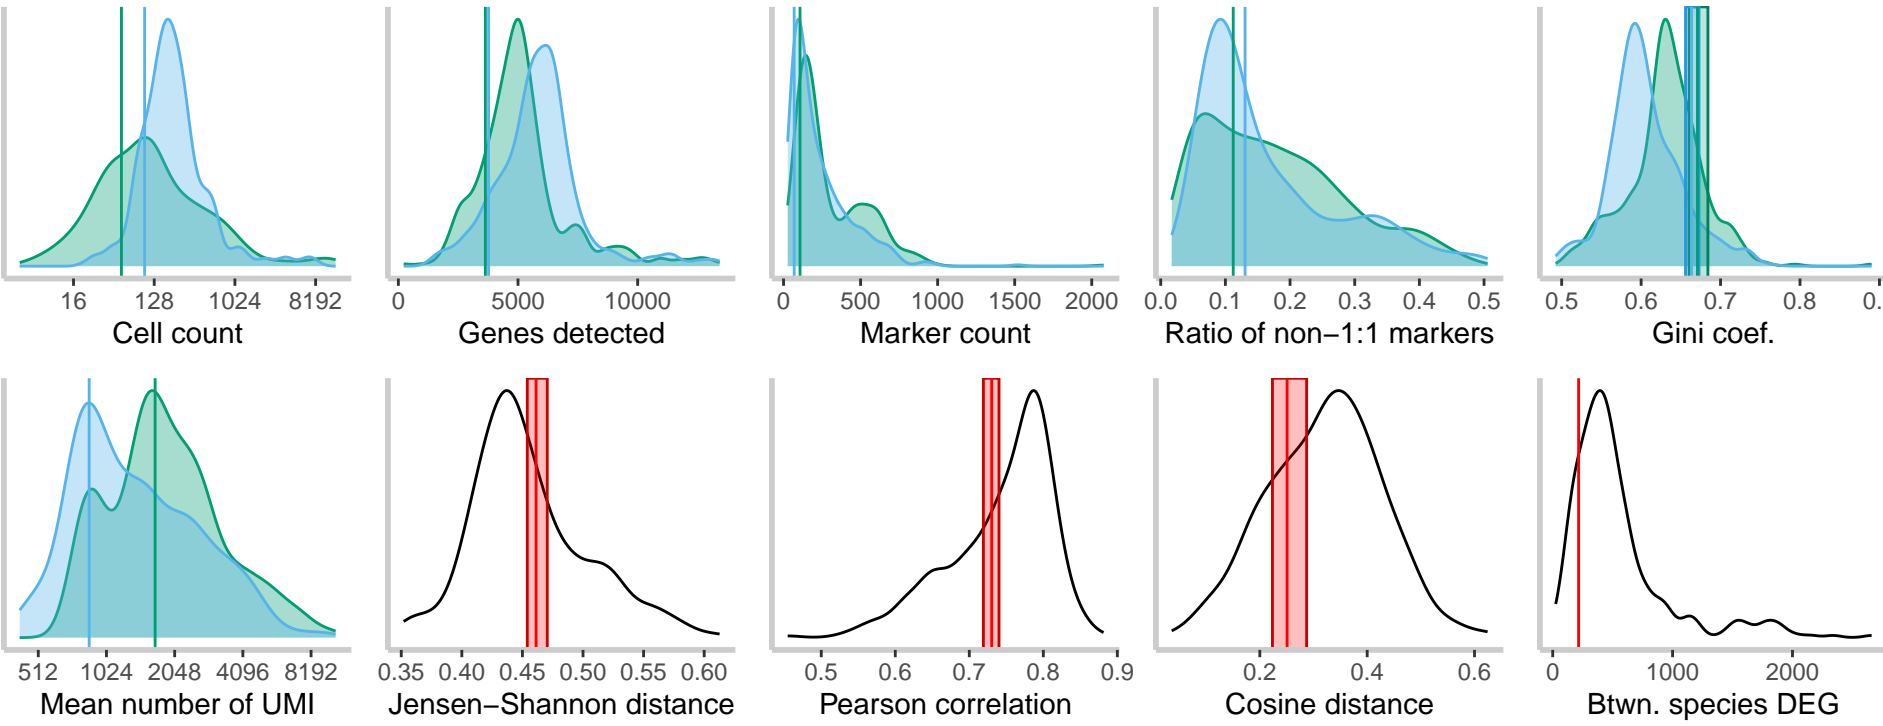 16 128 1024 8192
Cell count
0 5000 10000
Genes detected
0 500 1000 1500 2000
Marker count
0.0 0.1 0.2 0.3 0.4 0.5
Ratio of non−1:1 markers
0.5 0.6 0.7 0.8 0.
Gini coef.
512 1024 2048 4096 8192
Mean number of UMI
0.35 0.40 0.45 0.50 0.55 0.60
Jensen−Shannon distance
0.5 0.6 0.7 0.8 0.9
Pearson correlation
0.2 0.4 0.6
Cosine distance
0 1000 2000
Btwn. species DEG